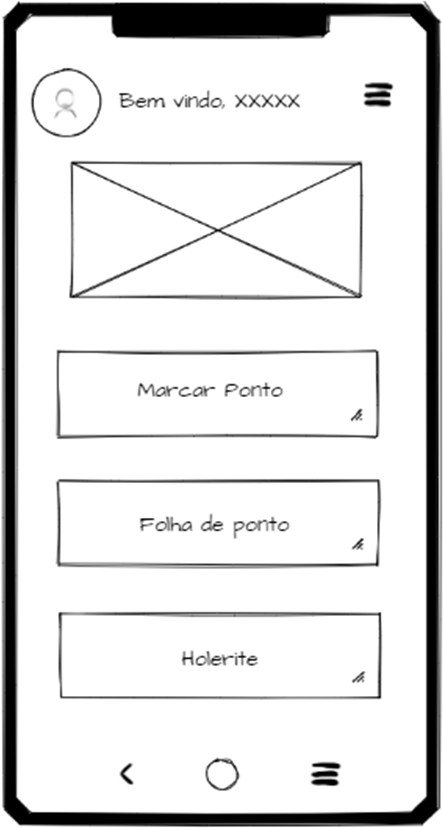 Bem vindo, XXXXX
Marcar Ponto
Folha de ponto
Holerite